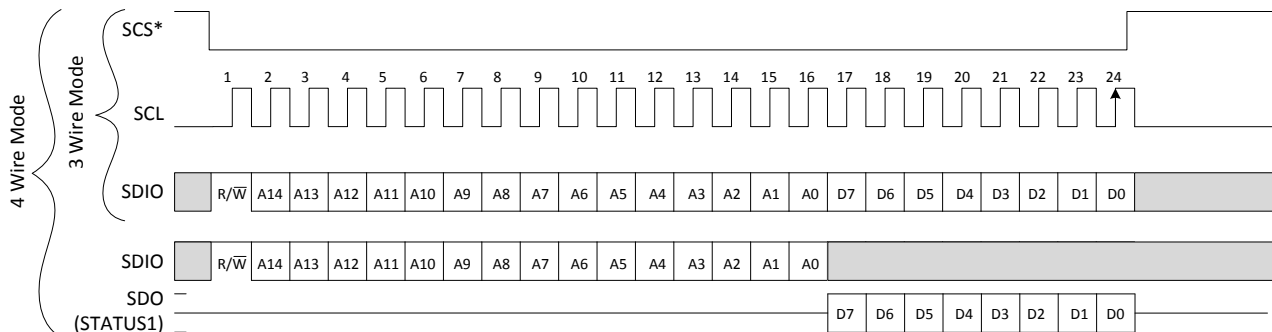 4 Wire Mode
3 Wire Mode
SCS*
1 2 3 4 5 6 7 8 9 10 11 12 13 14 15 16 17 18 19 20 21 22 23 24
SCL
SDIO R/W̅ A14 A13 A12 A11 A10 A9 A8 A7 A6 A5 A4 A3 A2 A1 A0 D7 D6 D5 D4 D3 D2 D1 D0
SDIO R/W̅ A14 A13 A12 A11 A10 A9 A8 A7 A6 A5 A4 A3 A2 A1 A0
SDO
(STATUS1) D7 D6 D5 D4 D3 D2 D1 D0